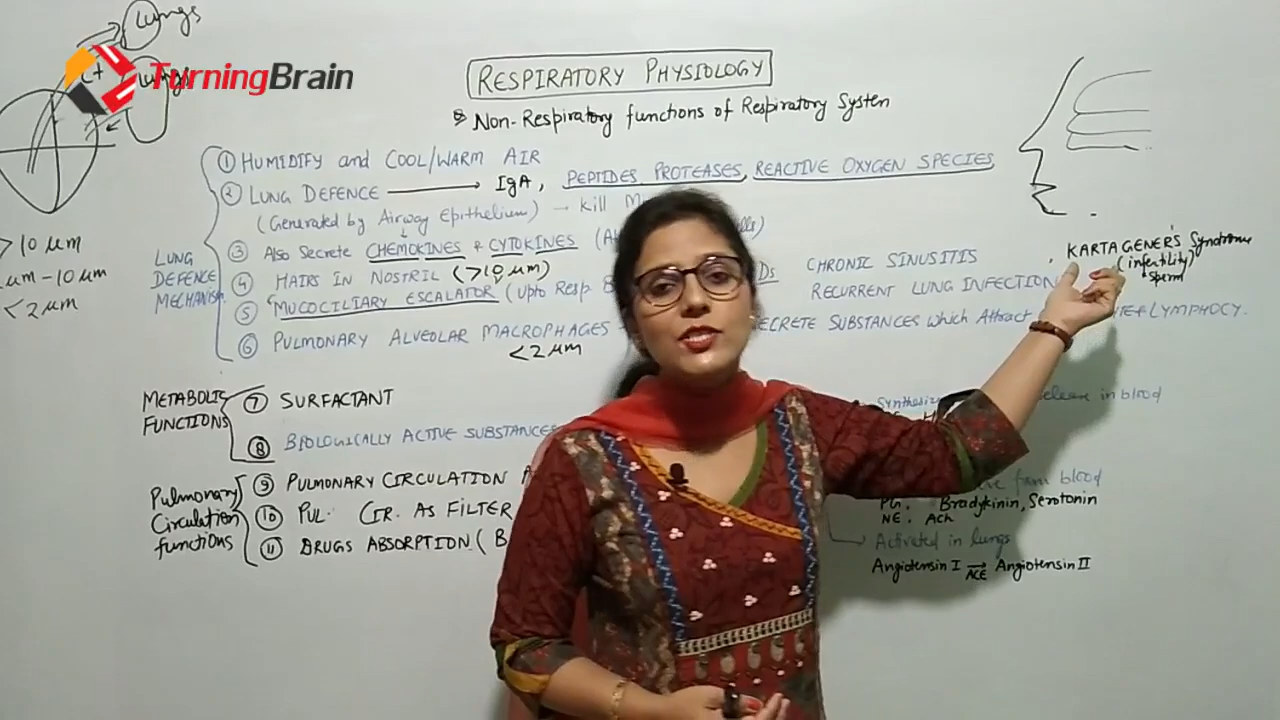 Lungs
Lungs
TurningBrain
RESPIRATORY PHYSIOLOGY
Non-Respiratory functions of Respiratory System
① HUMIDIFY and COOL/WARM AIR
② LUNG DEFENCE → IgA, PEPTIDES PROTEASES, REACTIVE OXYGEN SPECIES
(Generated by Airway Epithelium) → Kill
③ Also Secrete CHEMOKINES & CYTOKINES
④ HAIRS IN NOSTRIL (>10 μm)
CHRONIC SINUSITIS
KARTAGENER'S Syndrome
(infertility)
sperm
⑤ MUCOCILIARY ESCALATOR (Upto Resp
RECURRENT LUNG INFECTION
⑥ PULMONARY ALVEOLAR MACROPHAGES
SUBSTANCES which Attract
LYMPHOCY.
<2 μm
LUNG
DEFENCE
MECHANISM
>10 μm
μm - 10 μm
<2 μm
METABOLIC
FUNCTIONS
⑦ SURFACTANT
⑧ BIOLOGICALLY ACTIVE SUBSTANCES
Release in blood
Pulmonary
Circulation
functions
⑨ PULMONARY CIRCULATION
⑩ PUL. CIR. AS FILTER
⑪ DRUGS ABSORPTION (
from blood
PG, Bradykinin, Serotonin
NE, Ach
Activated in lungs
Angiotensin I → ACE Angiotensin II